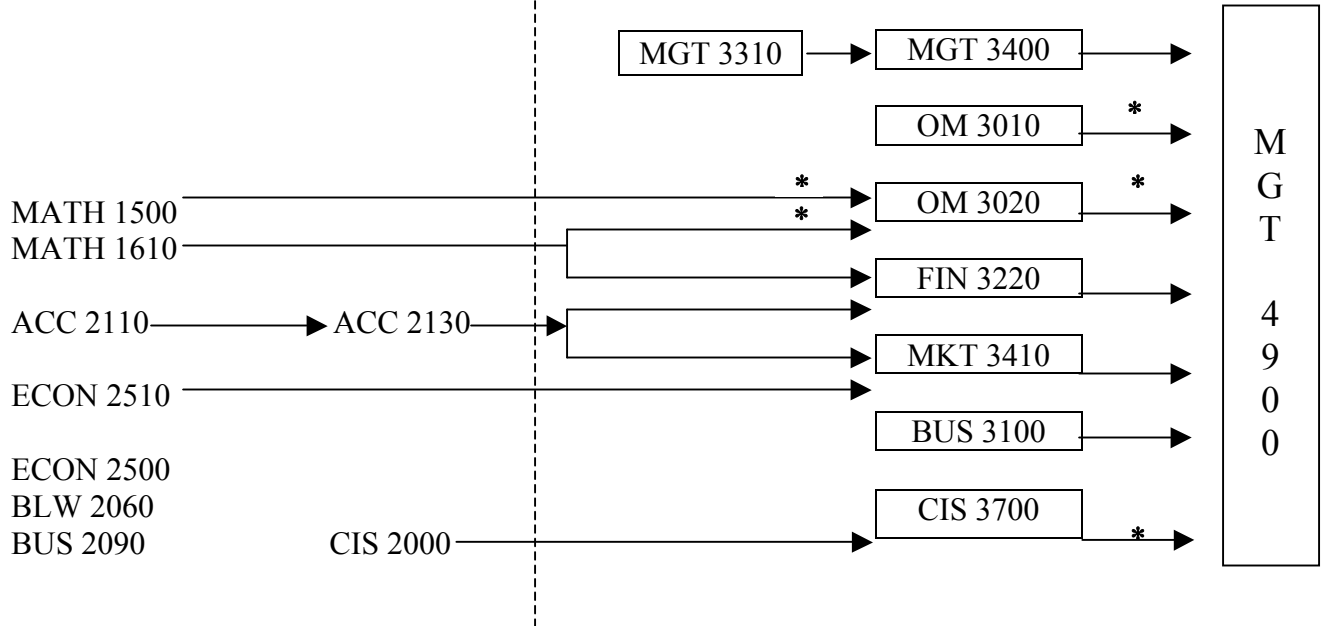 MGT 3310
MGT 3400
*
OM 3010
*
*
OM 3020
MATH 1500
*
MATH 1610
FIN 3220
ACC 2110
ACC 2130
MKT 3410
ECON 2510
BUS 3100
ECON 2500
BLW 2060
CIS 3700
BUS 2090
CIS 2000
*
M
G
T
4
9
0
0